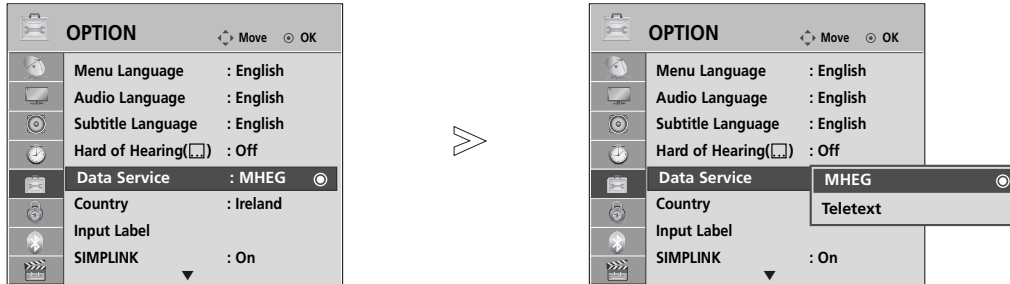 OPTION Move OK
Menu Language : English
Audio Language : English
Subtitle Language : English
Hard of Hearing( ... ) : Off
Data Service : MHEG
Country : Ireland
Input Label
SIMPLINK : On
OPTION Move OK
Menu Language : English
Audio Language : English
Subtitle Language : English
Hard of Hearing( ... ) : Off
Data Service
MHEG
Country
Teletext
Input Label
SIMPLINK : On